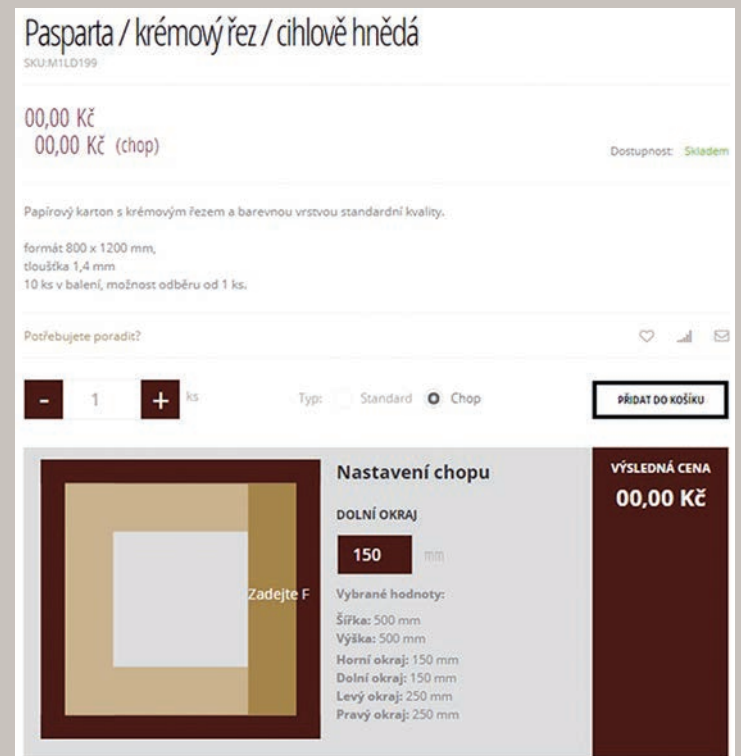 Pasparta / krémový řez / cihlově hnědá
SKU:M1LD199
00,00 Kč
00,00 Kč (chop)
Dostupnost: Skladem
Papírový karton s krémovým řezem a barevnou vrstvou standardní kvality.
formát 800 x 1200 mm,
tloušťka 1,4 mm
10 ks v balení, možnost odběru od 1 ks.
Potřebujete poradit?
- 1 + ks Typ: Standard Chop PŘIDAT DO KOŠÍKU
Zadejte F
Nastavení chopu
DOLNÍ OKRAJ
150 mm
Vybrané hodnoty:
Šířka: 500 mm
Výška: 500 mm
Horní okraj: 150 mm
Dolní okraj: 150 mm
Levý okraj: 250 mm
Pravý okraj: 250 mm
VÝSLEDNÁ CENA
00,00 Kč